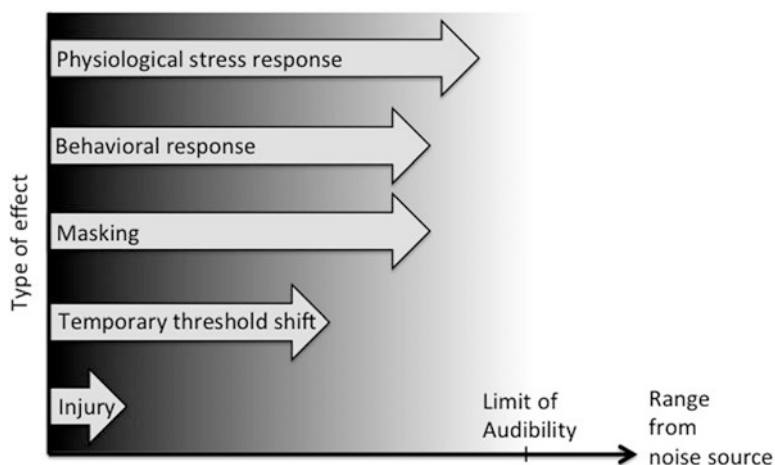 Physiological stress response
Behavioral response
Masking
Temporary threshold shift
Injury
Type of effect
Limit of
Audibility
Range
from
noise source